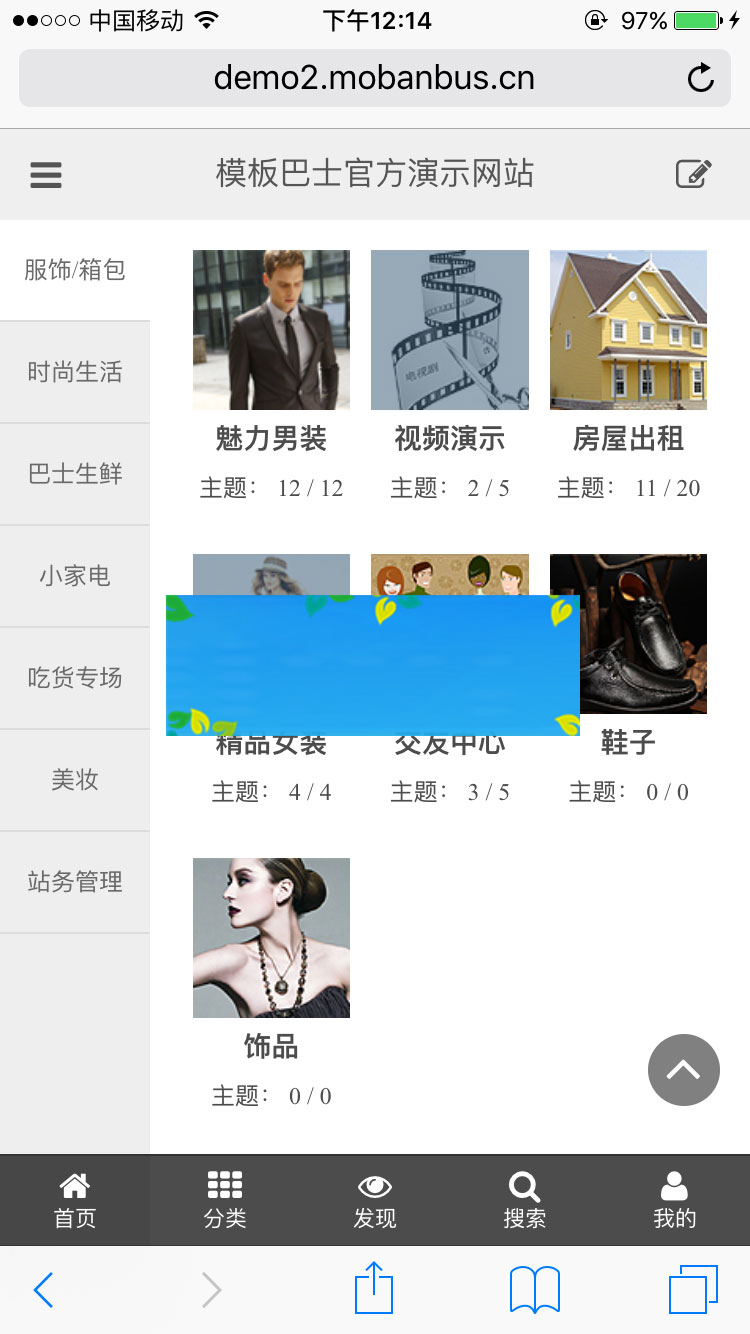 中国移动
下午12:14
97%
demo2.mobanbus.cn
模板巴士官方演示网站
服饰/箱包
时尚生活
巴士生鲜
小家电
吃货专场
美妆
站务管理
电视剧
魅力男装
视频演示
房屋出租
主题: 12 / 12
主题: 2 / 5
主题: 11 / 20
精品女装
交友中心
鞋子
主题: 4 / 4
主题: 3 / 5
主题: 0 / 0
饰品
主题: 0 / 0
首页
分类
发现
搜索
我的